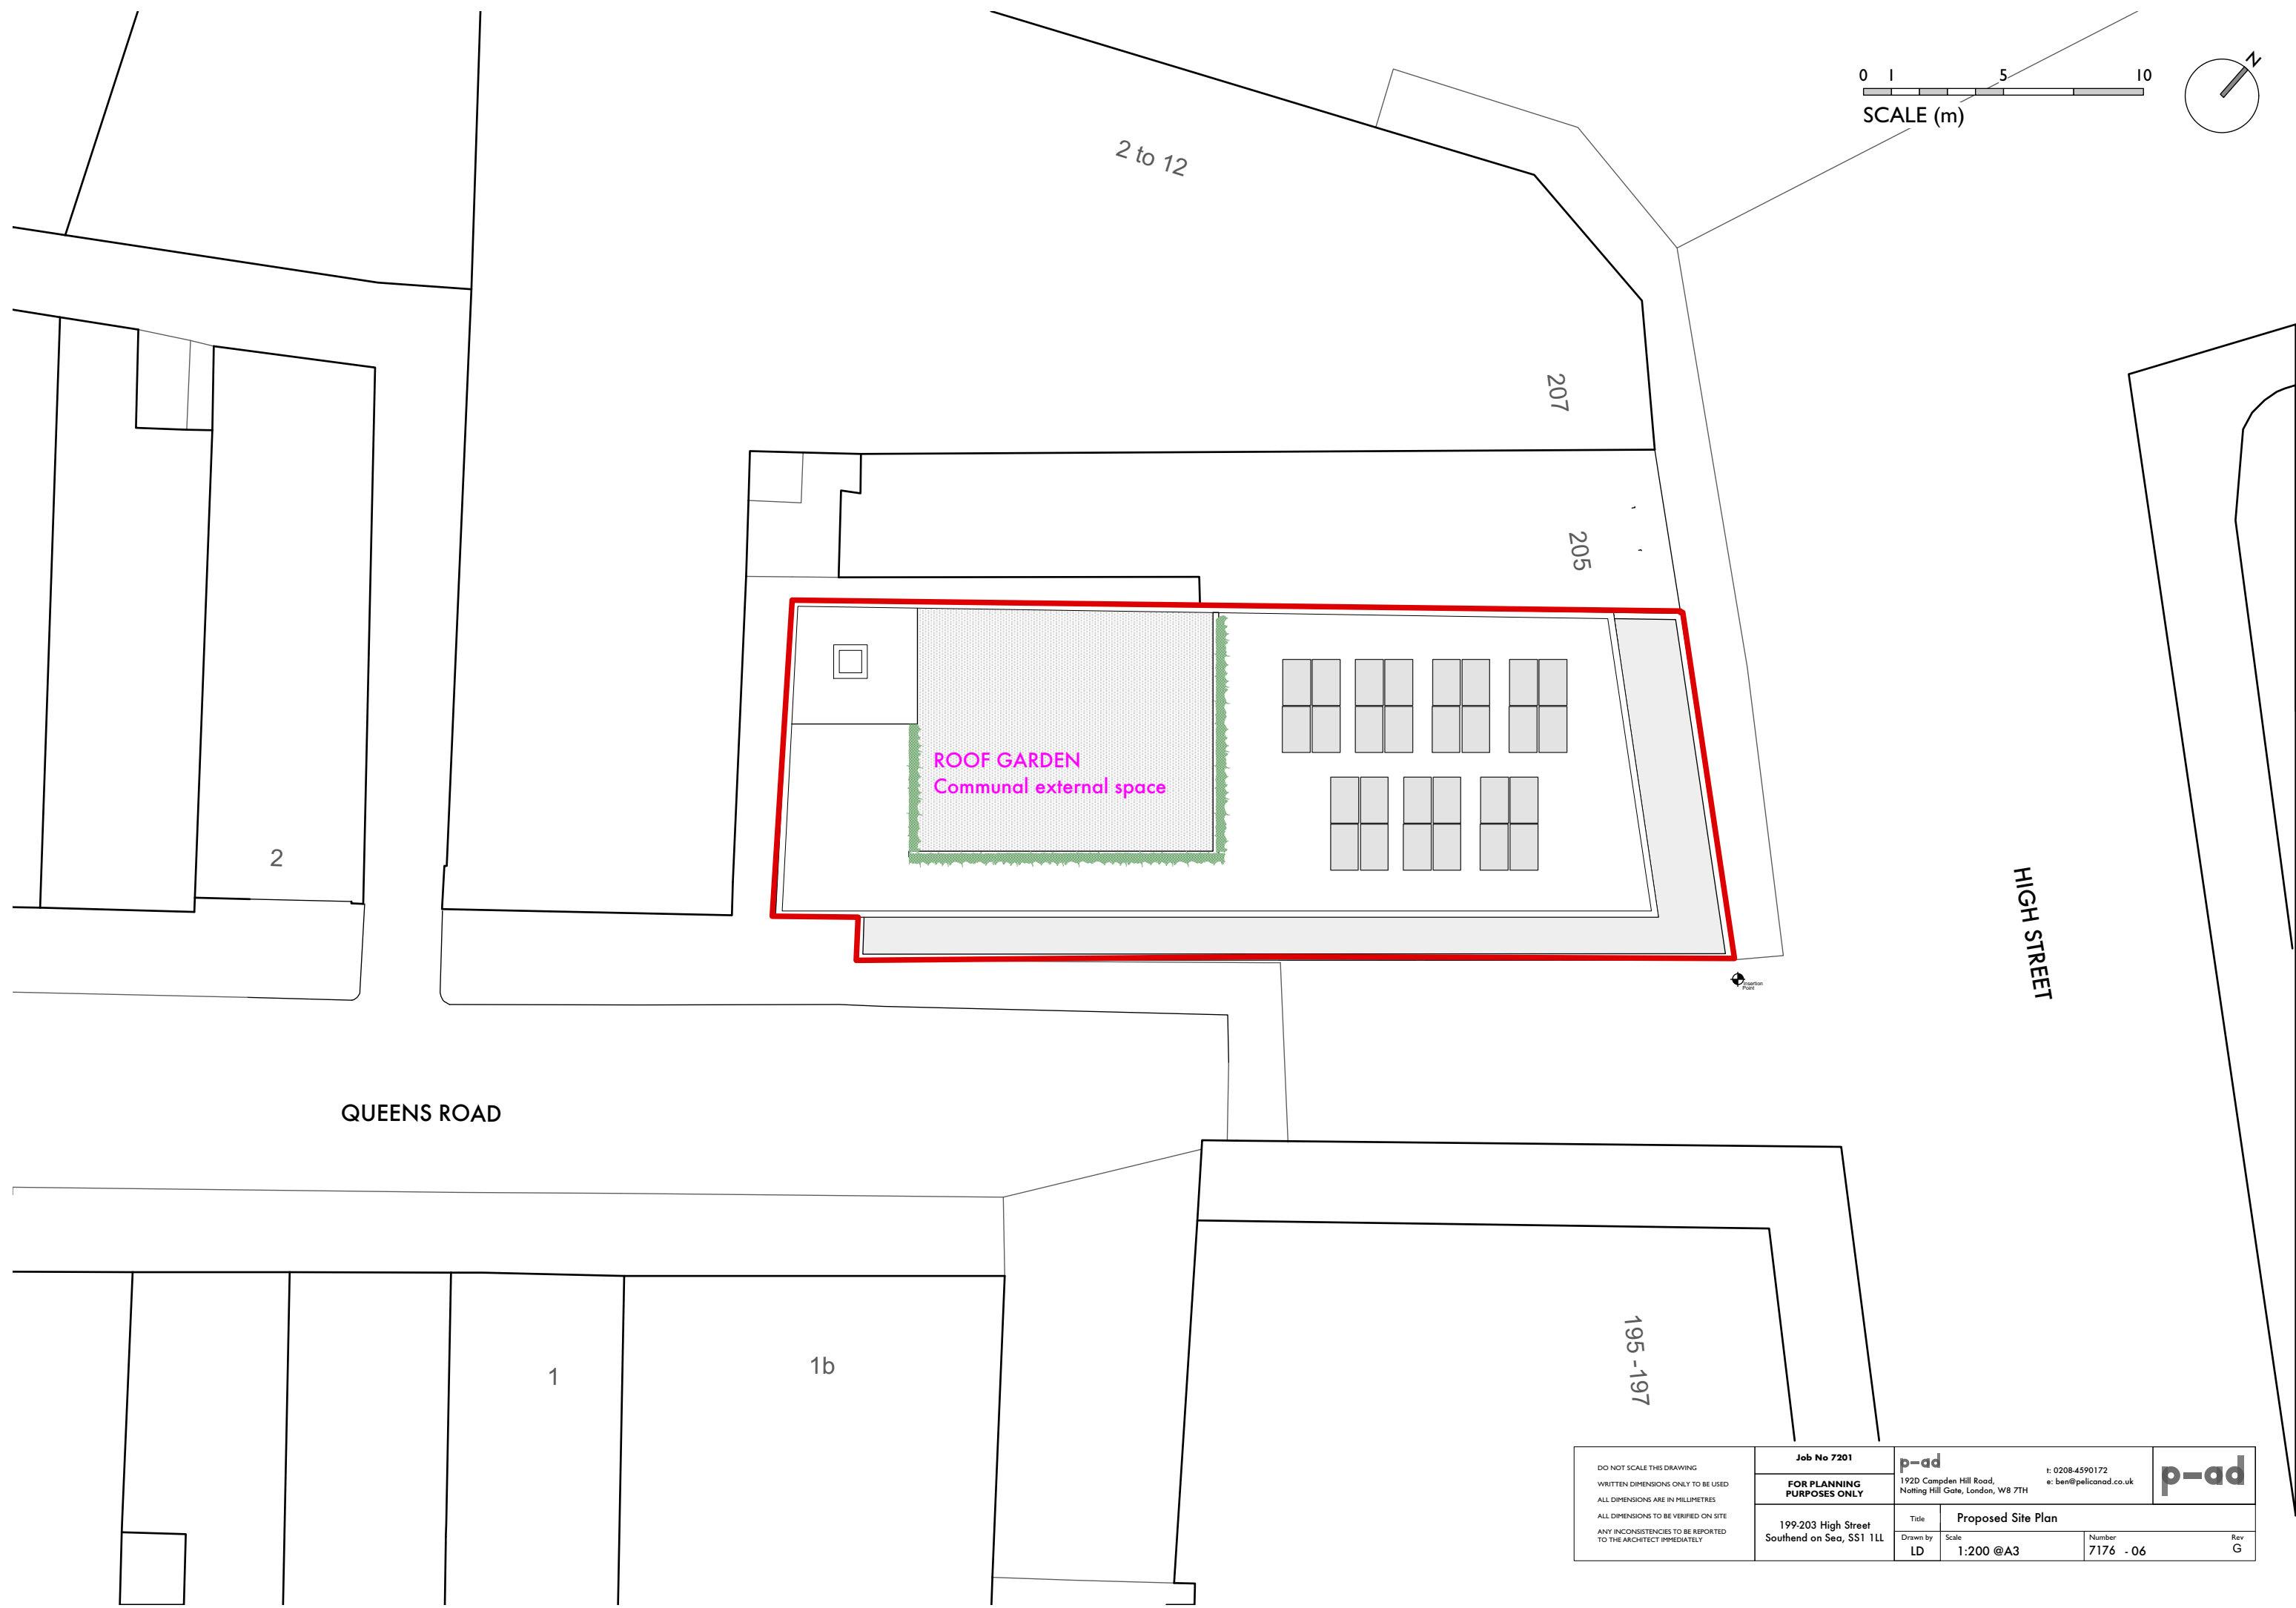 0 1 5 10
SCALE (m)
N
2 to 12
207
205
ROOF GARDEN
Communal external space
2
Insertion
Point
HIGH STREET
QUEENS ROAD
1
1b
195 -197
DO NOT SCALE THIS DRAWING
WRITTEN DIMENSIONS ONLY TO BE USED
ALL DIMENSIONS ARE IN MILLIMETRES
ALL DIMENSIONS TO BE VERIFIED ON SITE
ANY INCONSISTENCIES TO BE REPORTED
TO THE ARCHITECT IMMEDIATELY
Job No 7201
FOR PLANNING
PURPOSES ONLY
199-203 High Street
Southend on Sea, SS1 1LL
p-ad
192D Campden Hill Road,
Notting Hill Gate, London, W8 7TH
t: 0208-4590172
e: ben@pelicanad.co.uk
p-ad
Title Proposed Site Plan
Drawn by Scale Number Rev
LD 1:200 @A3 7176 - 06 G